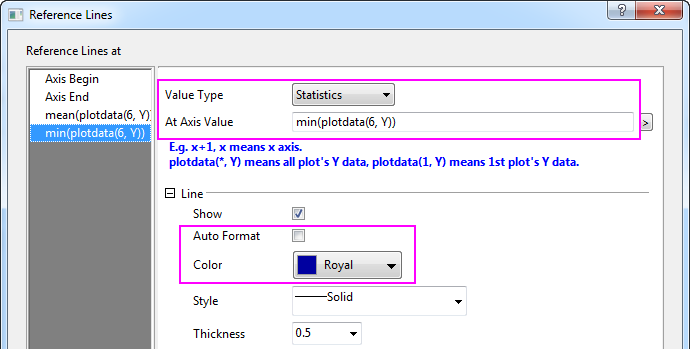 Reference Lines
Reference Lines at
Axis Begin
Axis End
mean(plotdata(6, Y))
min(plotdata(6, Y))
Value Type
Statistics
At Axis Value
min(plotdata(6, Y))
>
E.g. x+1, x means x axis.
plotdata(*, Y) means all plot's Y data, plotdata(1, Y) means 1st plot's Y data.
Line
Show
Auto Format
Color
Royal
Style
Solid
Thickness
0.5